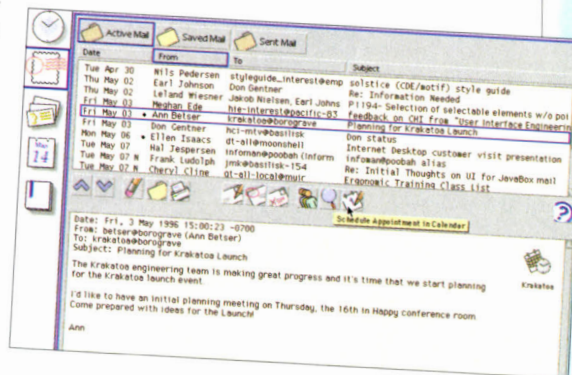 Active Mail Saved Mail Sent Mail
Date From To Subject
Tue Apr 30 Nils Pedersen styleguide_interest@emp solstice (CDE/motif) style guide
Thu May 02 Earl Johnson Don Gentner Re: Information Needed
Thu May 02 Leland Wiesner Jakob Nielsen, Earl Johns P1194- Selection of selectable elements w/o poi
Fri May 03 Meghan Ede hie-interest@pacific-83 feedback on CHI from "User Interface Engineerin
Fri May 03 • Ann Betser krakatoa@borograve Planning for Krakatoa Launch
Fri May 03 Don Gentner hci-mtv@basilisk Don status
Mon May 06 • Ellen Isaacs dt-all@moonshell Internet Desktop customer visit presentation
Tue May 07 Hal Jespersen infoman@poobah (inform infoman@poobah alias
Tue May 07 N Frank Ludolph jmk@basilisk-154 Re: Initial Thoughts on UI for JavaBox mail
Tue May 07 N Cheryl Cline qt-all-local@muir Ergonomic Training Class List
MAY
14
?
Schedule Appointment in Calender
Date: Fri, 3 May 1996 15:00:23 -0700
From: betser@borograve (Ann Betser)
To: krakatoa@borograve
Subject: Planning for Krakatoa Launch
Krakatoa
The Krakatoa engineering team is making great progress and it's time that we start planning
for the Krakatoa launch event.
I'd like to have an initial planning meeting on Thursday, the 16th in Happy conference room
Come prepared with ideas for the Launch!
Ann